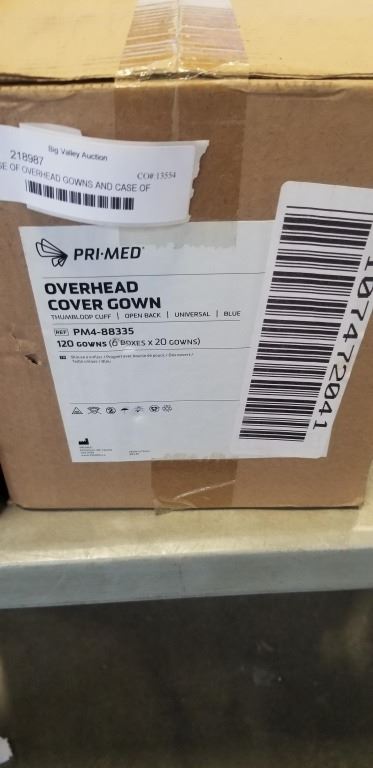 Big Valley Auction
218987
CO#:13554
SE OF OVERHEAD GOWNS AND CASE OF
PRI·MED
OVERHEAD
COVER GOWN
THUMBLOOP CUFF | OPEN BACK | UNIVERSAL | BLUE
REF PM4-88335
120 GOWNS (6 BOXES X 20 GOWNS)
107472041